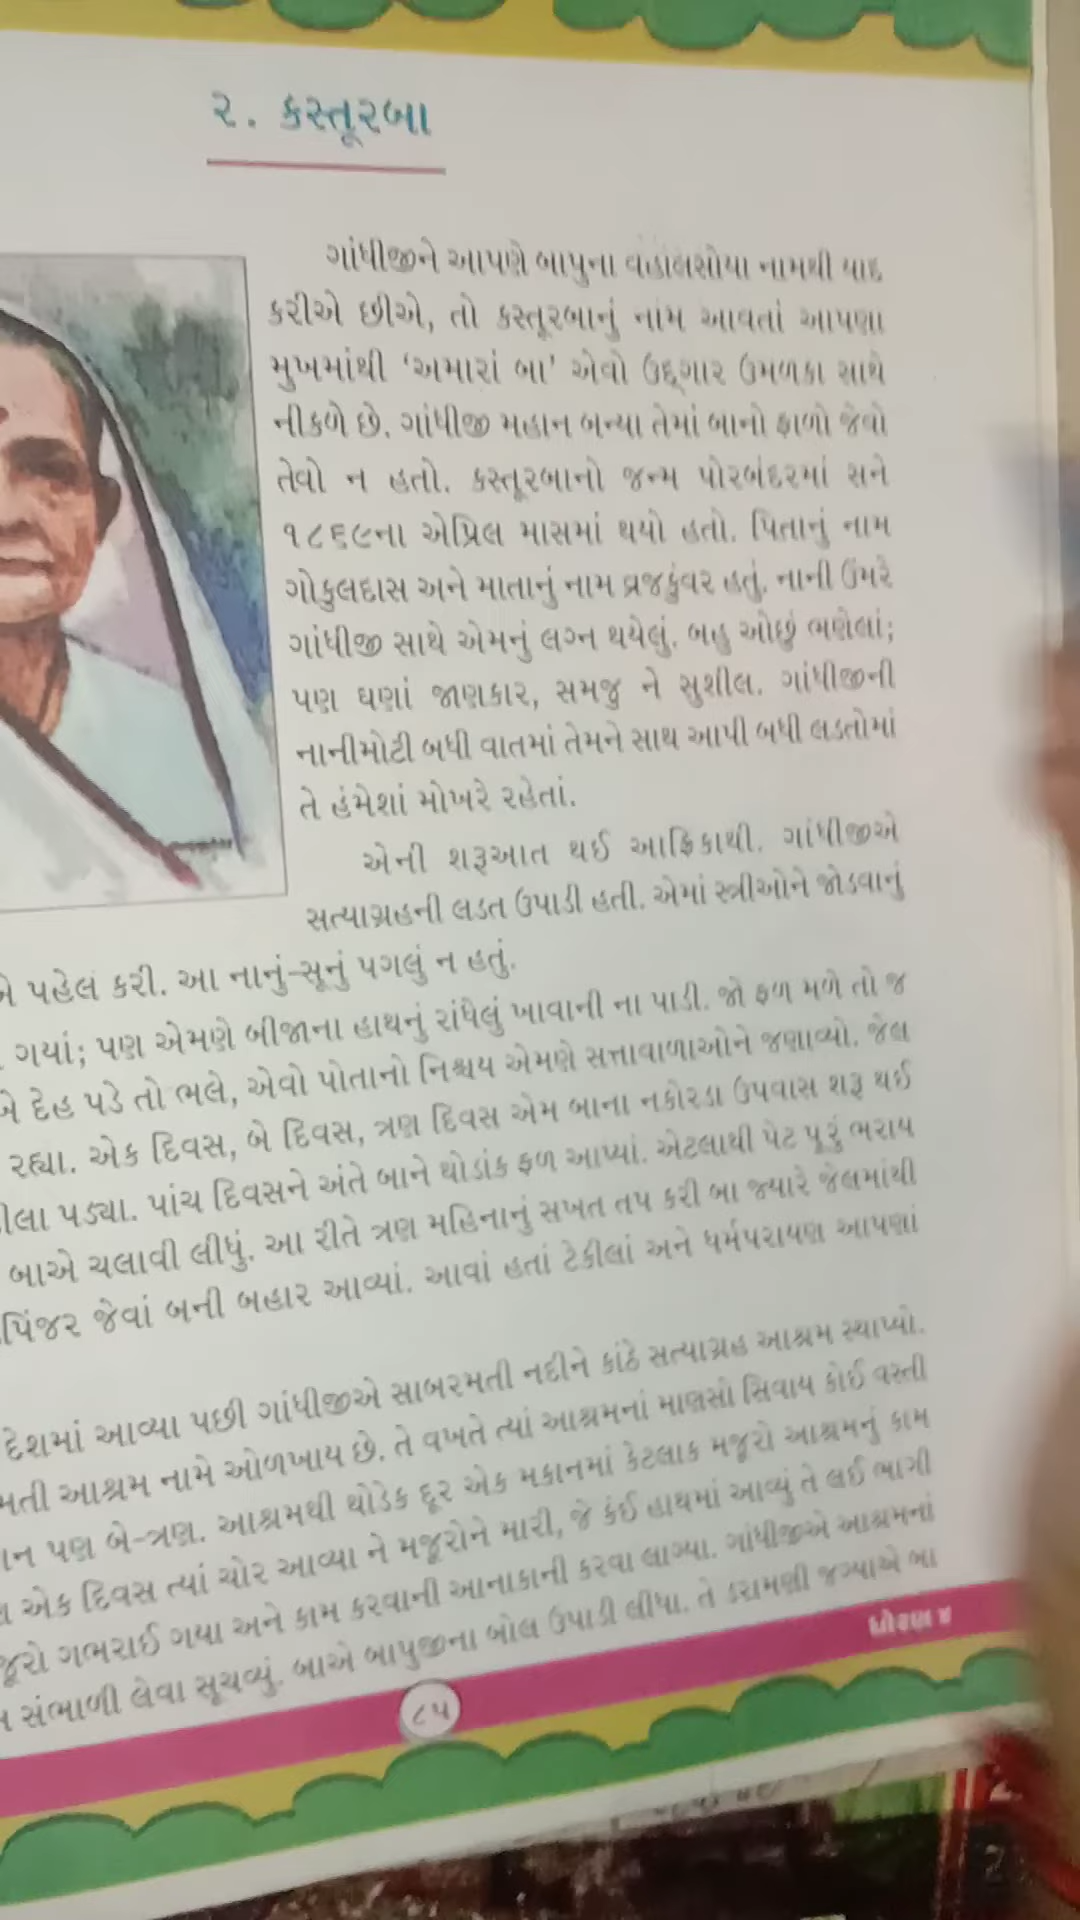 ૨. કસ્તૂરબા
ગાંધીજીને આપણે બાપુના વહાલસોયા નામથી યાદ
કરીએ છીએ, તો કસ્તૂરબાનું નામ આવતાં આપણા
મુખમાંથી ‘અમારાં બા’ એવો ઉદ્ગાર ઉમળકા સાથે
નીકળે છે. ગાંધીજી મહાન બન્યા તેમાં બાનો ફાળો જેવો
તેવો ન હતો. કસ્તૂરબાનો જન્મ પોરબંદરમાં સને
૧૮૬૯ના એપ્રિલ માસમાં થયો હતો. પિતાનું નામ
ગોકુલદાસ અને માતાનું નામ વ્રજકુંવર હતું. નાની ઉંમરે
ગાંધીજી સાથે એમનું લગ્ન થયેલું. બહુ ઓછું ભણેલાં;
પણ ઘણાં જાણકાર, સમજુ ને સુશીલ. ગાંધીજીની
નાનીમોટી બધી વાતમાં તેમને સાથ આપી બધી લડતોમાં
તે હંમેશાં મોખરે રહેતાં.
એની શરૂઆત થઈ આફ્રિકાથી. ગાંધીજીએ
સત્યાગ્રહની લડત ઉપાડી હતી. એમાં સ્ત્રીઓને જોડવાનું
પહેલ કરી. આ નાનું-સૂનું પગલું ન હતું.
ગયાં; પણ એમણે બીજાના હાથનું રાંધેલું ખાવાની ના પાડી. જો ફળ મળે તો જ
દેહ પડે તો ભલે, એવો પોતાનો નિશ્ચય એમણે સત્તાવાળાઓને જણાવ્યો. જેલ
રહ્યા. એક દિવસ, બે દિવસ, ત્રણ દિવસ એમ બાના નકોરડા ઉપવાસ શરૂ થઈ
પડ્યા. પાંચ દિવસને અંતે બાને થોડાંક ફળ આપ્યાં. એટલાથી પેટ પૂરું ભરાય
બાએ ચલાવી લીધું. આ રીતે ત્રણ મહિનાનું સખત તપ કરી બા જ્યારે જેલમાંથી
પિંજર જેવાં બની બહાર આવ્યાં. આવાં હતાં ટેકીલાં અને ધર્મપરાયણ આપણાં
દેશમાં આવ્યા પછી ગાંધીજીએ સાબરમતી નદીને કાંઠે સત્યાગ્રહ આશ્રમ સ્થાપ્યો.
આશ્રમ નામે ઓળખાય છે. તે વખતે ત્યાં આશ્રમનાં માણસો સિવાય કોઈ વસ્તી
પણ બે-ત્રણ. આશ્રમથી થોડેક દૂર એક મકાનમાં કેટલાક મજૂરો આશ્રમનું કામ
એક દિવસ ત્યાં ચોર આવ્યા ને મજૂરોને મારી, જે કંઈ હાથમાં આવ્યું તે લઈ ભાગી
ગભરાઈ ગયા અને કામ કરવાની આનાકાની કરવા લાગ્યા. ગાંધીજીએ આશ્રમનાં
સંભાળી લેવા સૂચવ્યું. બાએ બાપુજીના બોલ ઉપાડી લીધા. તે ડરામણી જગ્યાએ બા
ધોરણ ૪
૮૫